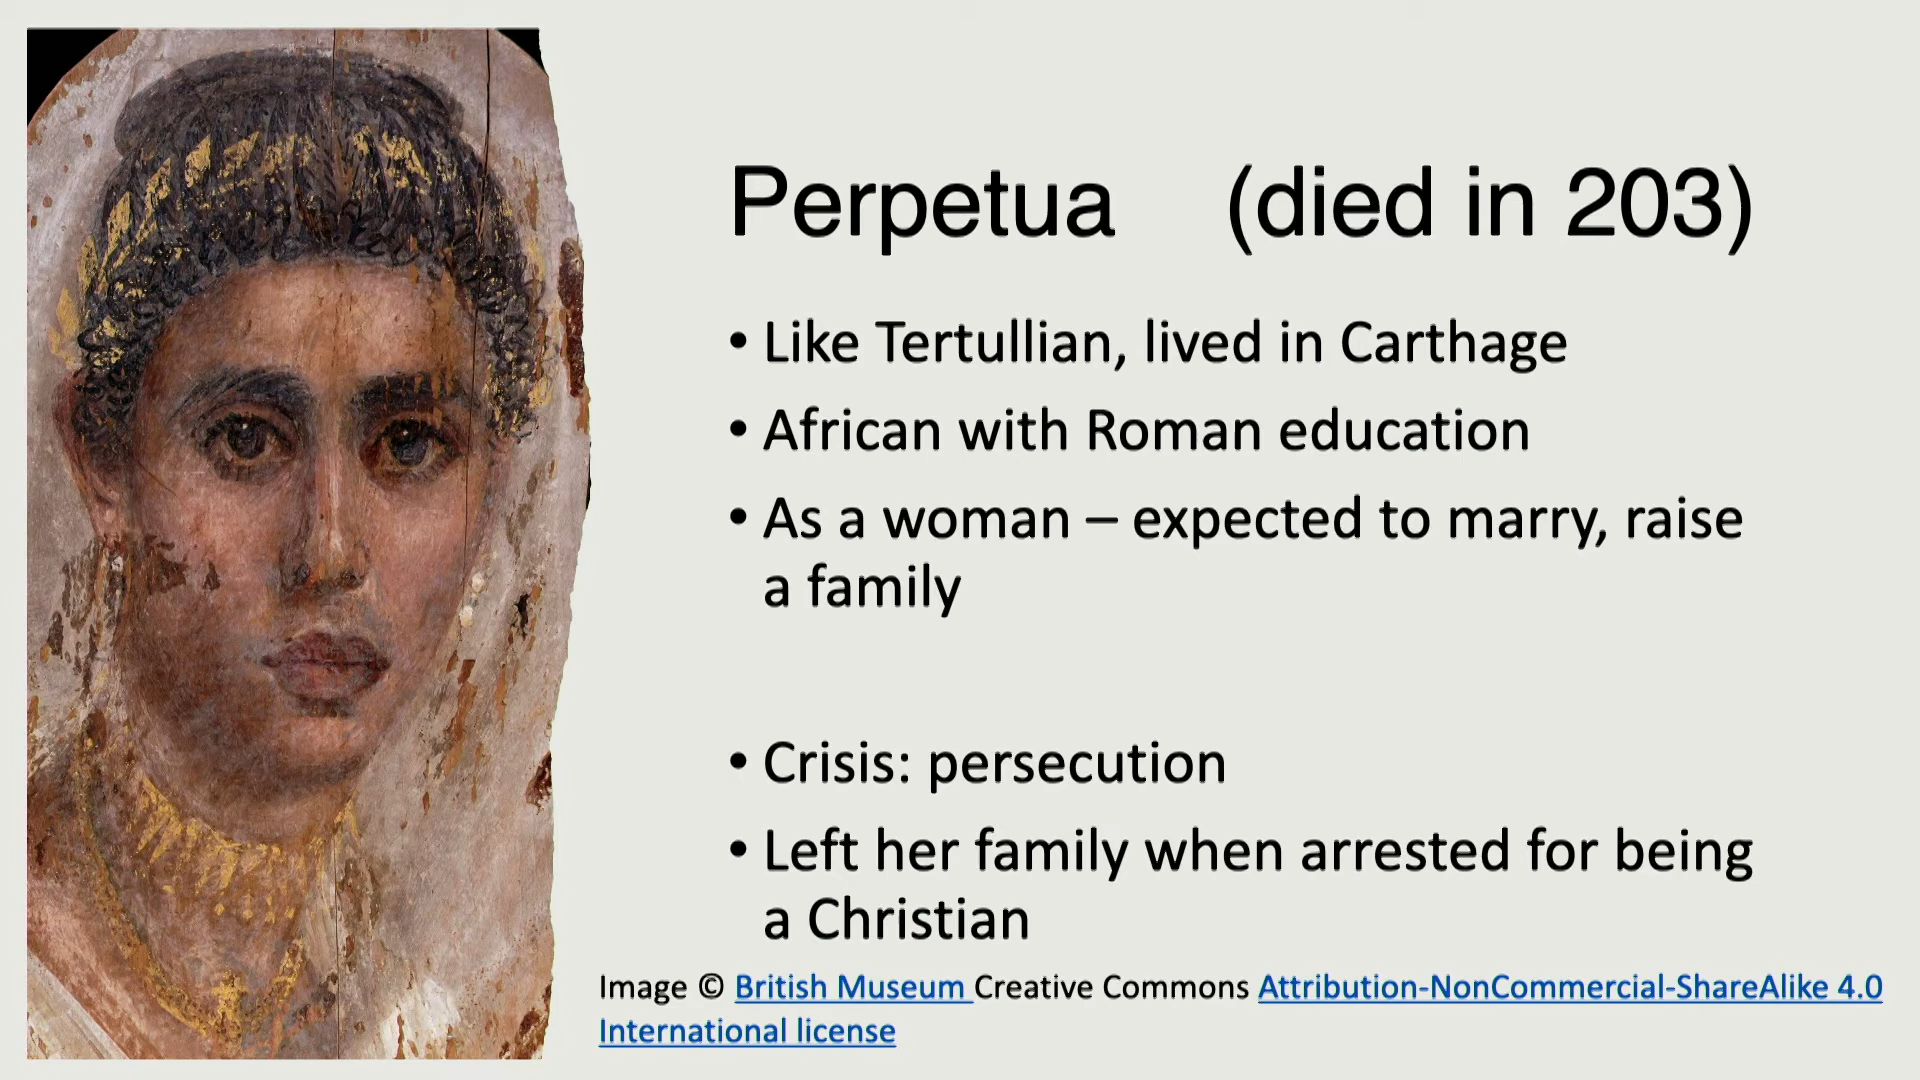 Perpetua (died in 203)
• Like Tertullian, lived in Carthage
• African with Roman education
• As a woman – expected to marry, raise
a family
• Crisis: persecution
• Left her family when arrested for being
a Christian
Image © British Museum Creative Commons Attribution-NonCommercial-ShareAlike 4.0
International license